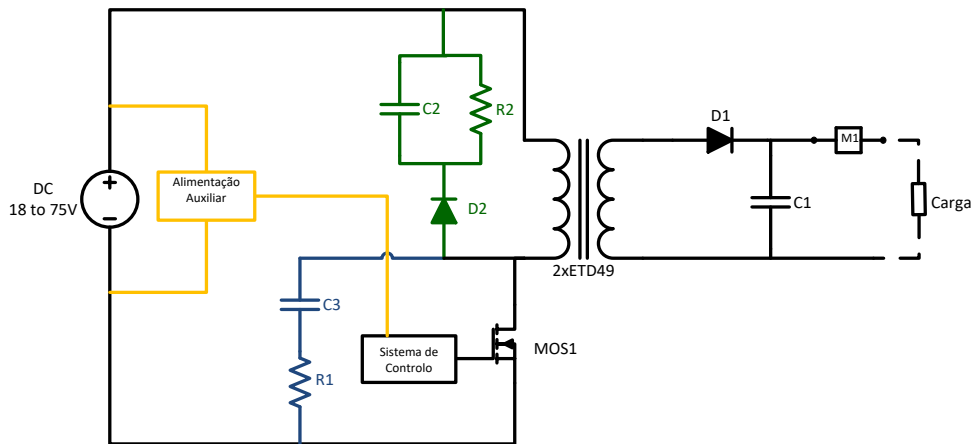 C2
R2
D1
M1
DC
18 to 75V
Alimentação
Auxiliar
D2
C1
Carga
2xETD49
C3
Sistema de
Controlo
MOS1
R1